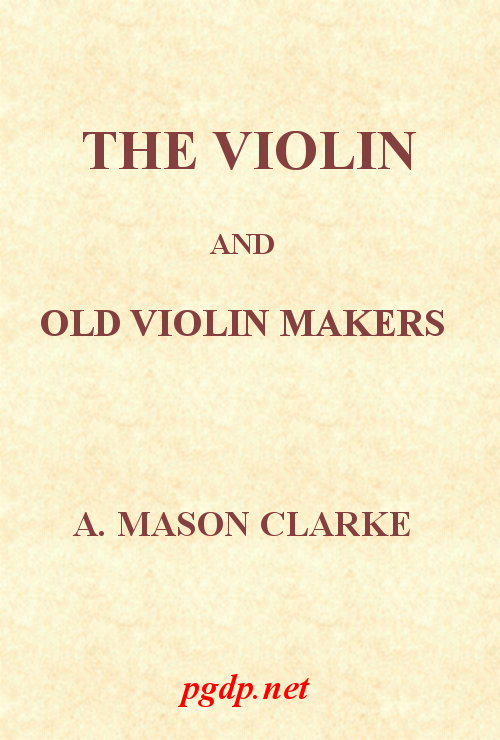 THE VIOLIN
AND
OLD VIOLIN MAKERS
A. MASON CLARKE
pgdp.net